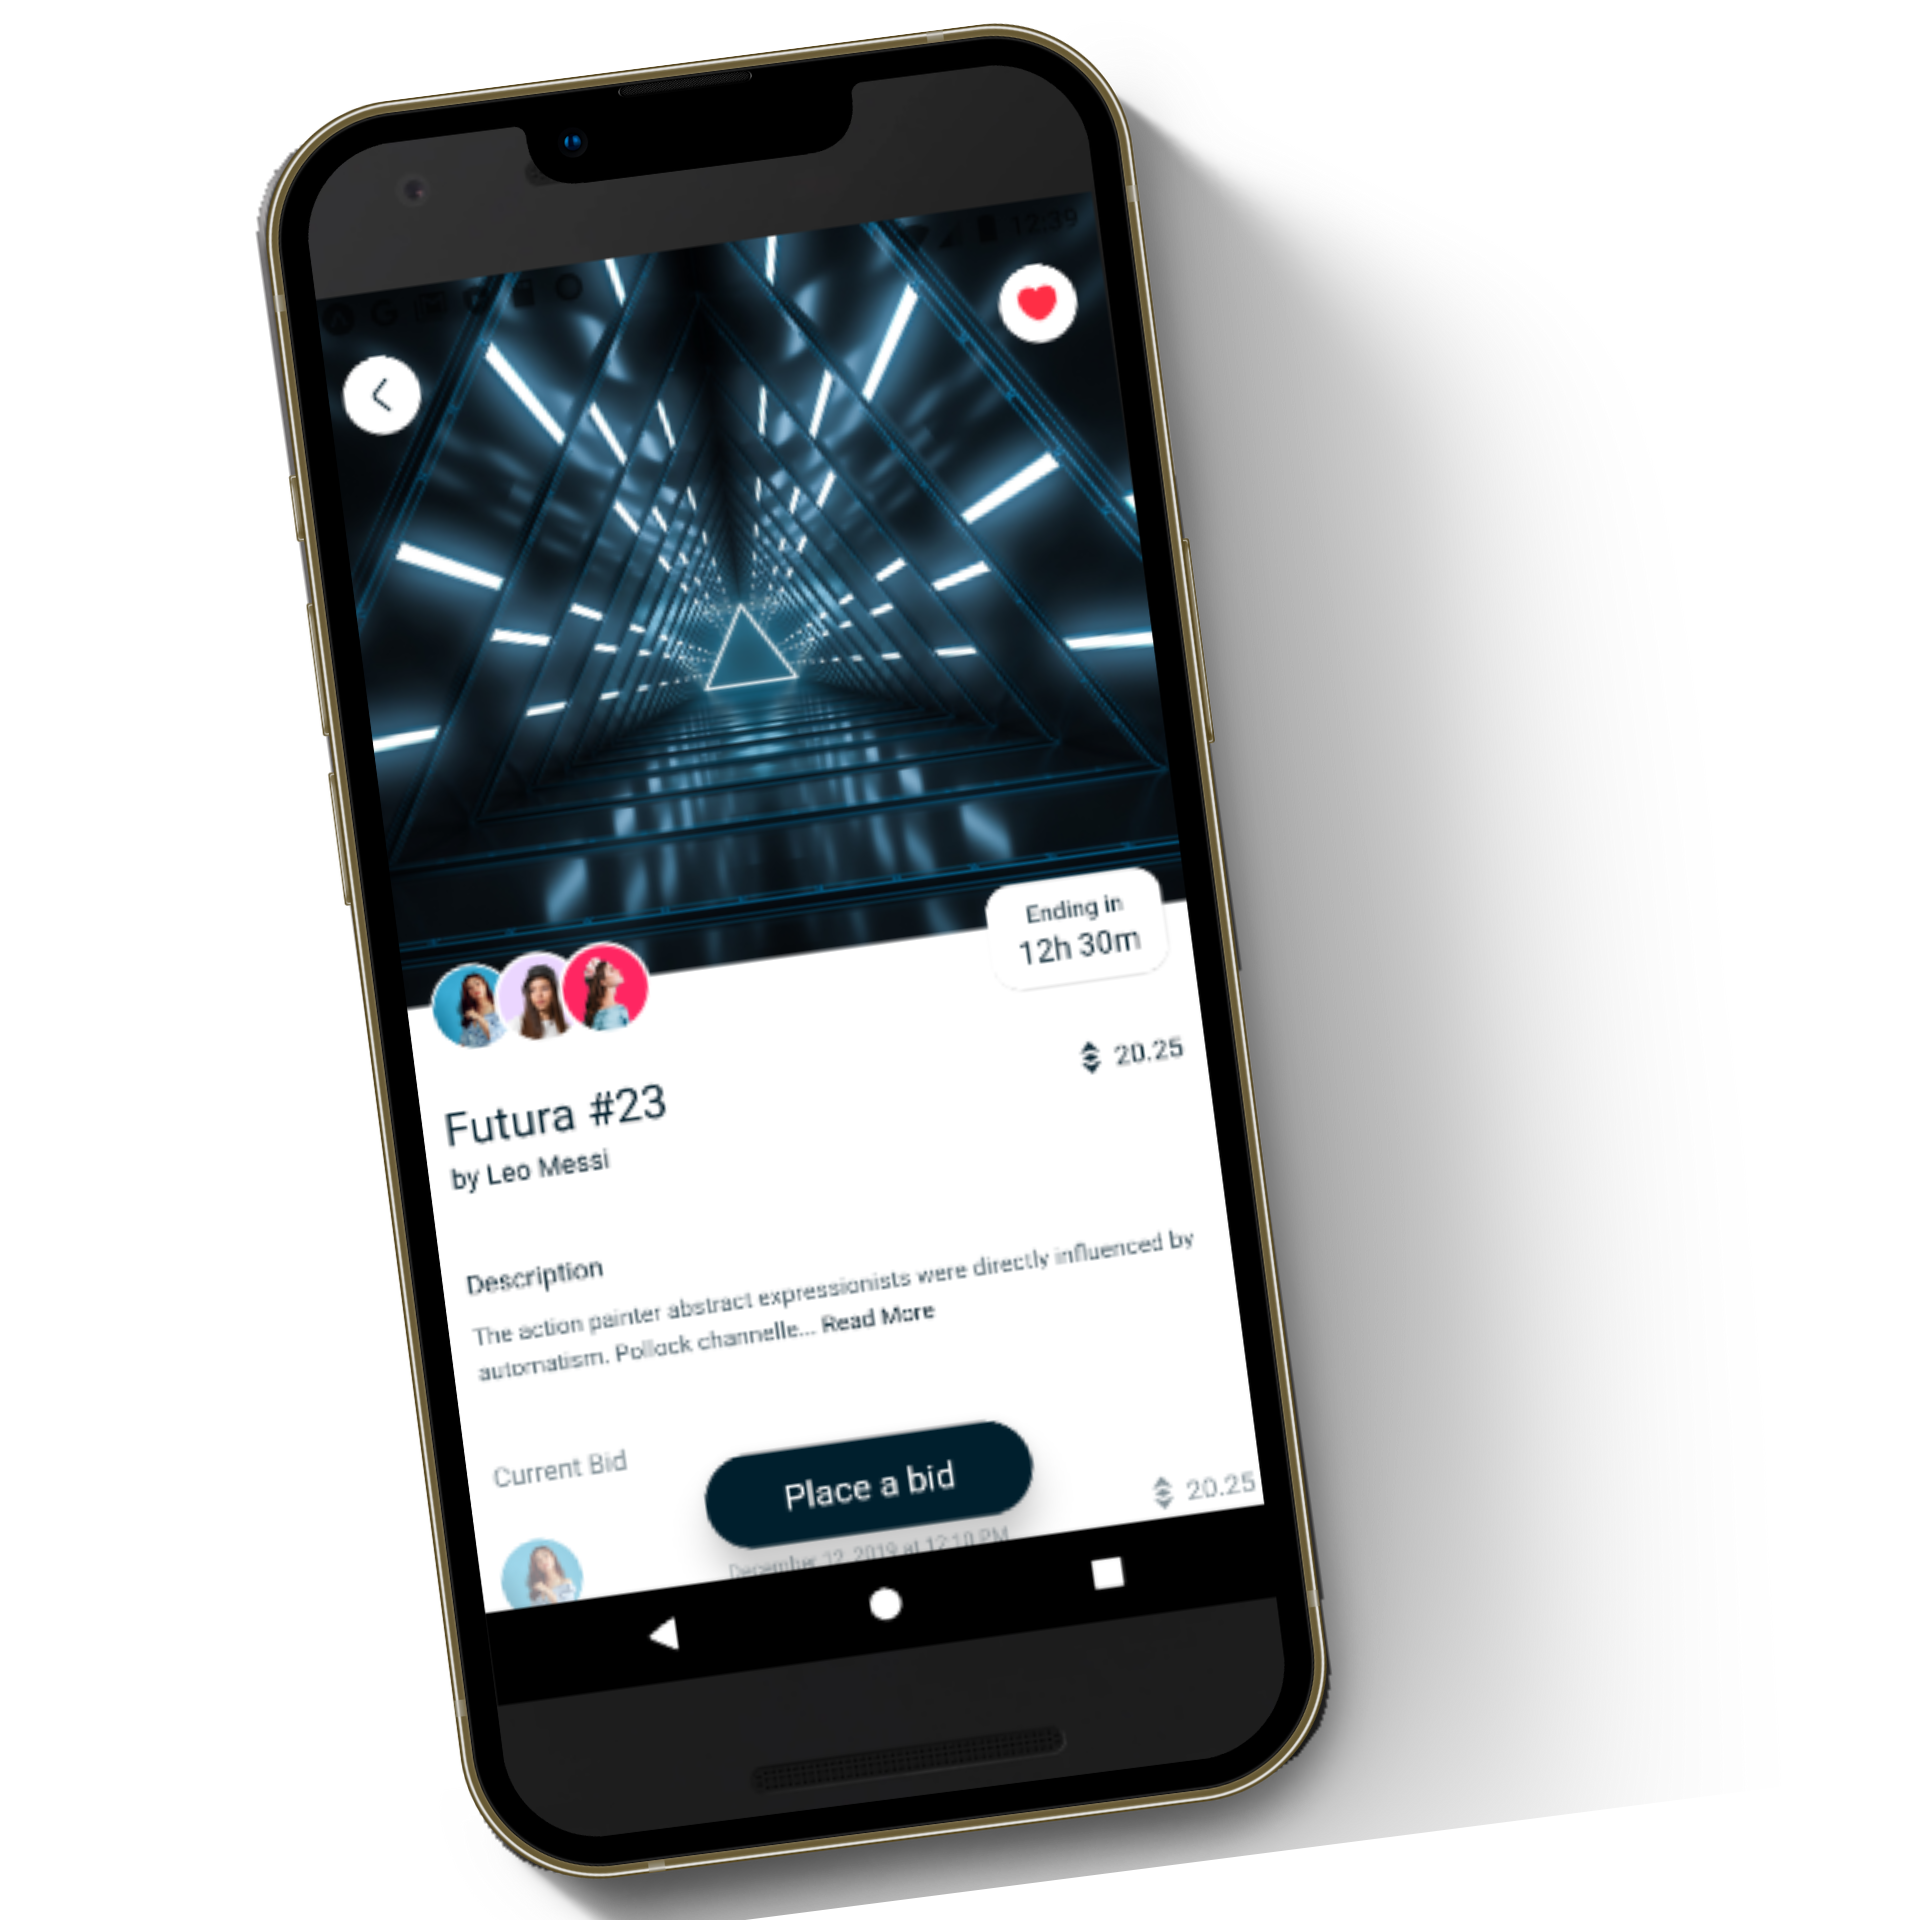 12:39
Ending in
12h 30m
20.25
Futura #23
by Leo Messi
Description
The action painter abstract expressionists were directly influenced by
automatism. Pollock channelle... Read More
Current Bid
Place a bid
20.25
December 12, 2019 at 12:10 PM